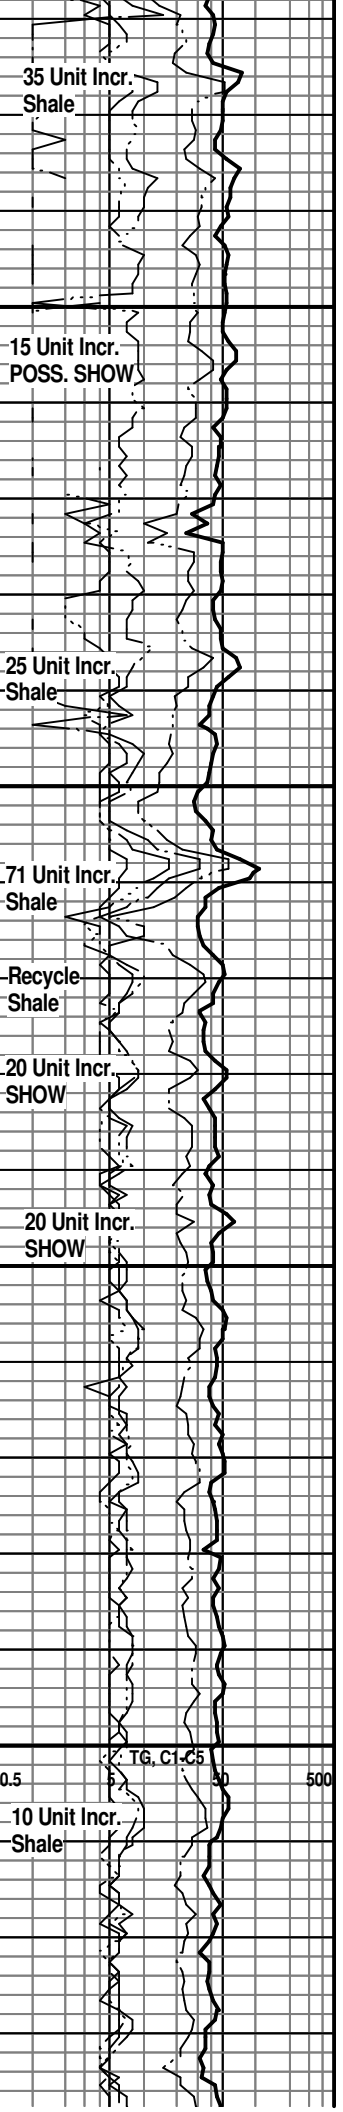 35 Unit Incr.
Shale
15 Unit Incr.
POSS. SHOW
25 Unit Incr.
Shale
71 Unit Incr.
Shale
Recycle
Shale
20 Unit Incr.
SHOW
20 Unit Incr.
SHOW
TG, C1-C5
0.5 5 50 500
10 Unit Incr.
Shale